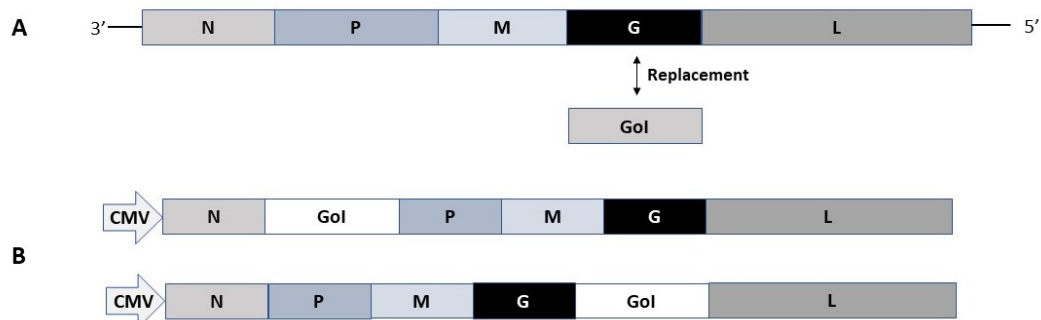 A 3’ N P M G L 5’
Replacement
GoI
CMV N GoI P M G L
B
CMV N P M G GoI L